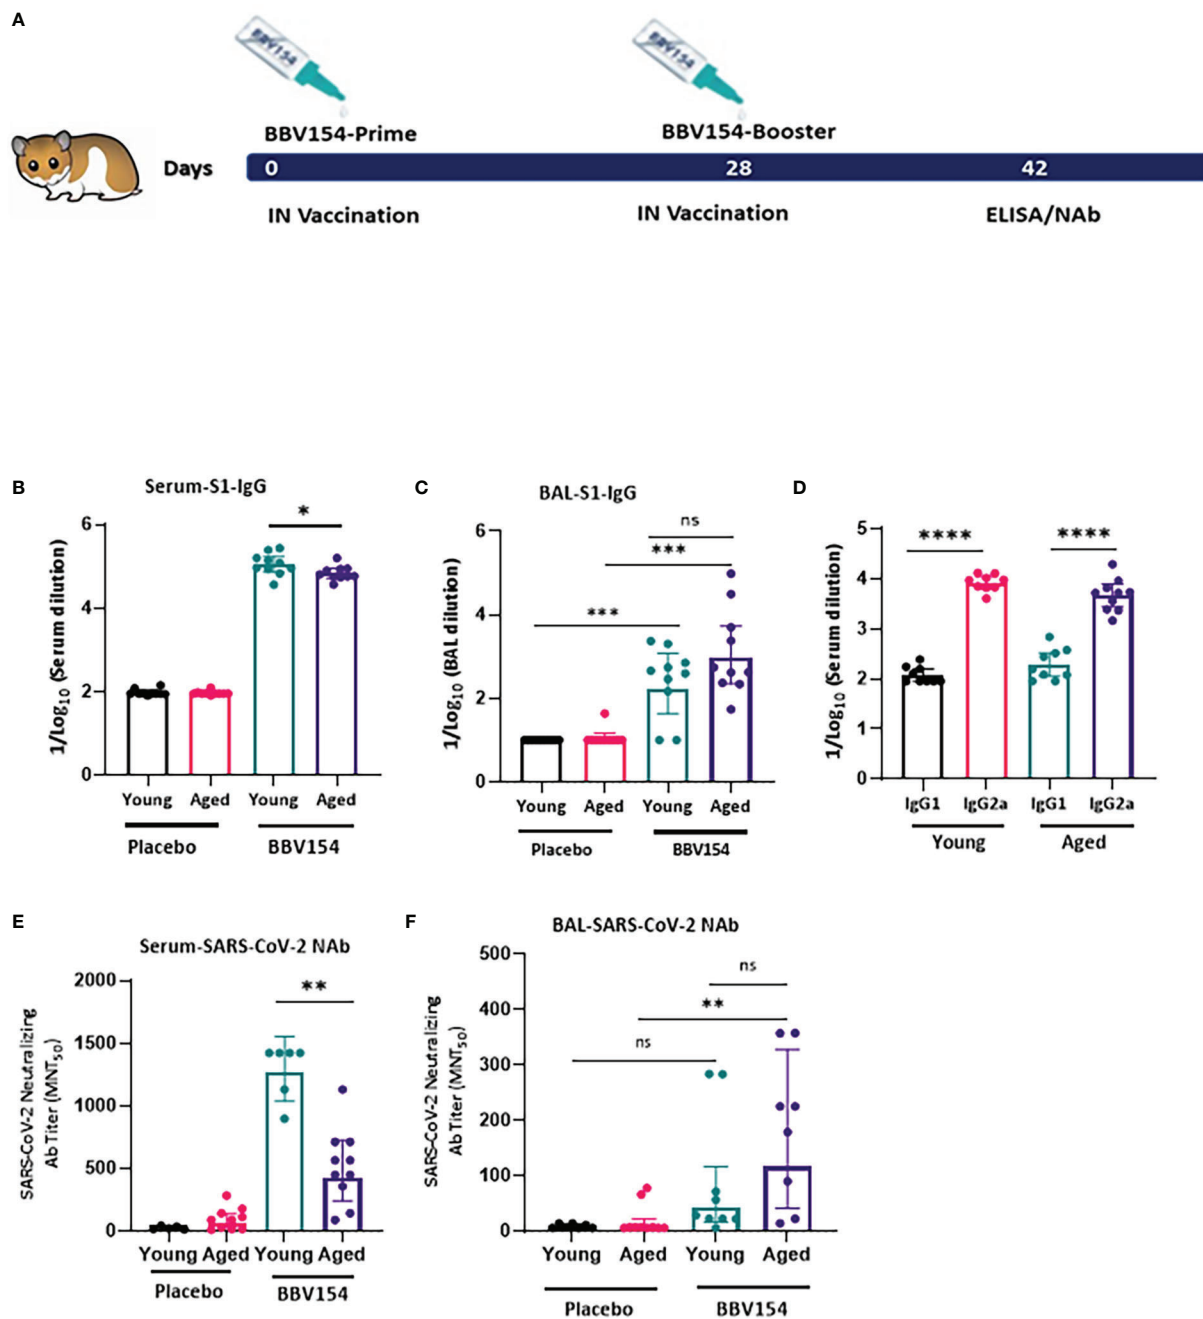 A
BBV154
BBV154
BBV154-Prime
BBV154-Booster
Days
0
28
42
IN Vaccination
IN Vaccination
ELISA/NAb
B
Serum-S1-IgG
1/Log10 (Serum dilution)
6
4
2
0
*
Young
Aged
Young
Aged
Placebo
BBV154
C
BAL-S1-IgG
1/Log10 (BAL dilution)
6
4
2
0
ns
***
***
Young
Aged
Young
Aged
Placebo
BBV154
D
1/Log10 (Serum dilution)
5
4
3
2
1
0
****
****
IgG1
IgG2a
IgG1
IgG2a
Young
Aged
E
Serum-SARS-CoV-2 NAb
SARS-CoV-2 Neutralizing
Ab Titer (MNT50)
2000
1500
1000
500
0
**
Young
Aged
Young
Aged
Placebo
BBV154
F
BAL-SARS-CoV-2 NAb
SARS-CoV-2 Neutralizing
Ab Titer (MNT50)
500
400
300
200
100
0
ns
**
ns
Young
Aged
Young
Aged
Placebo
BBV154